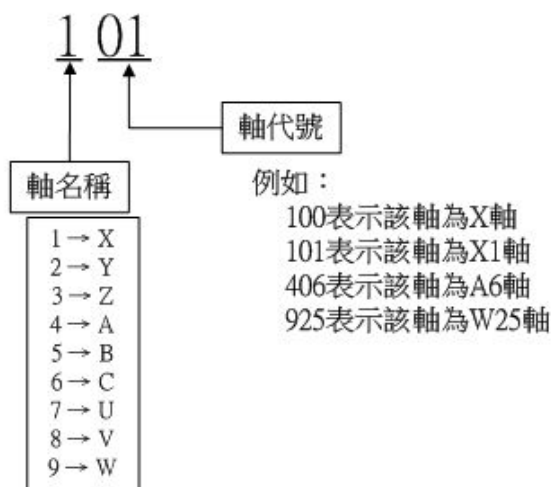 1 01
軸代號
軸名稱
例如：
100表示該軸為X軸
101表示該軸為X1軸
406表示該軸為A6軸
925表示該軸為W25軸
1→X
2→Y
3→Z
4→A
5→B
6→C
7→U
8→V
9→W